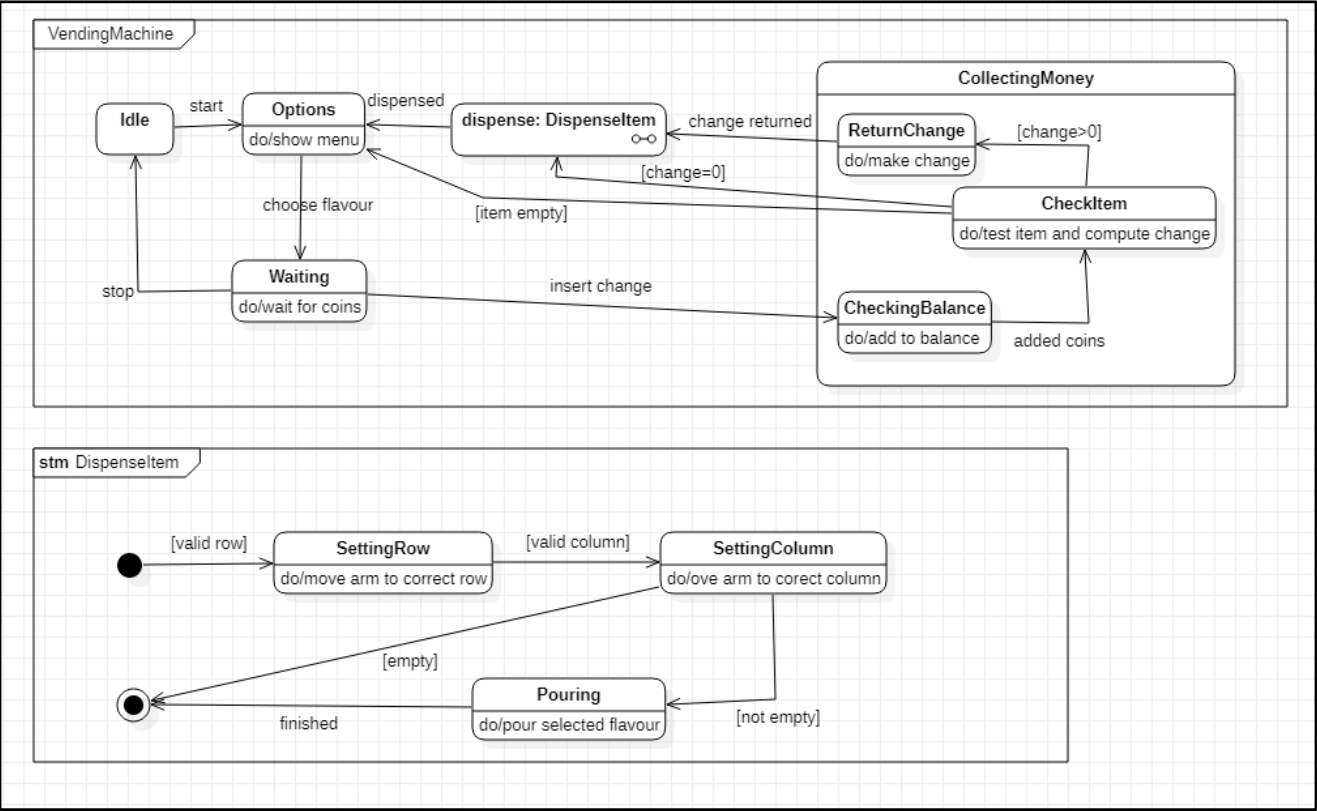 VendingMachine
CollectingMoney
Idle
start
Options
do/show menu
dispensed
dispense: DispenseItem
change returned
ReturnChange
do/make change
[change>0]
[change=0]
CheckItem
do/test item and compute change
choose flavour
[item empty]
Waiting
do/wait for coins
stop
insert change
CheckingBalance
do/add to balance
added coins
stm DispenseItem
[valid row]
SettingRow
do/move arm to correct row
[valid column]
SettingColumn
do/ove arm to corect column
[empty]
Pouring
do/pour selected flavour
[not empty]
finished